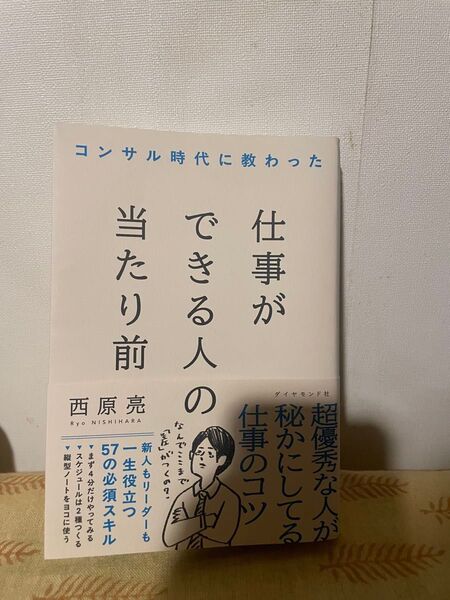 コンサル時代に教わった
仕事が
できる人の
当たり前
西原亮
Ryo NISHIHARA
ダイヤモンド社
超優秀な人が
秘かにしてる
仕事のコツ
なんでここまで
「差」がつくの!?
新人もリーダーも
一生役立つ
57の必須スキル
▼まず4分だけやってみる
▼スケジュールは2種つくる
▼縦型ノートをヨコに使う